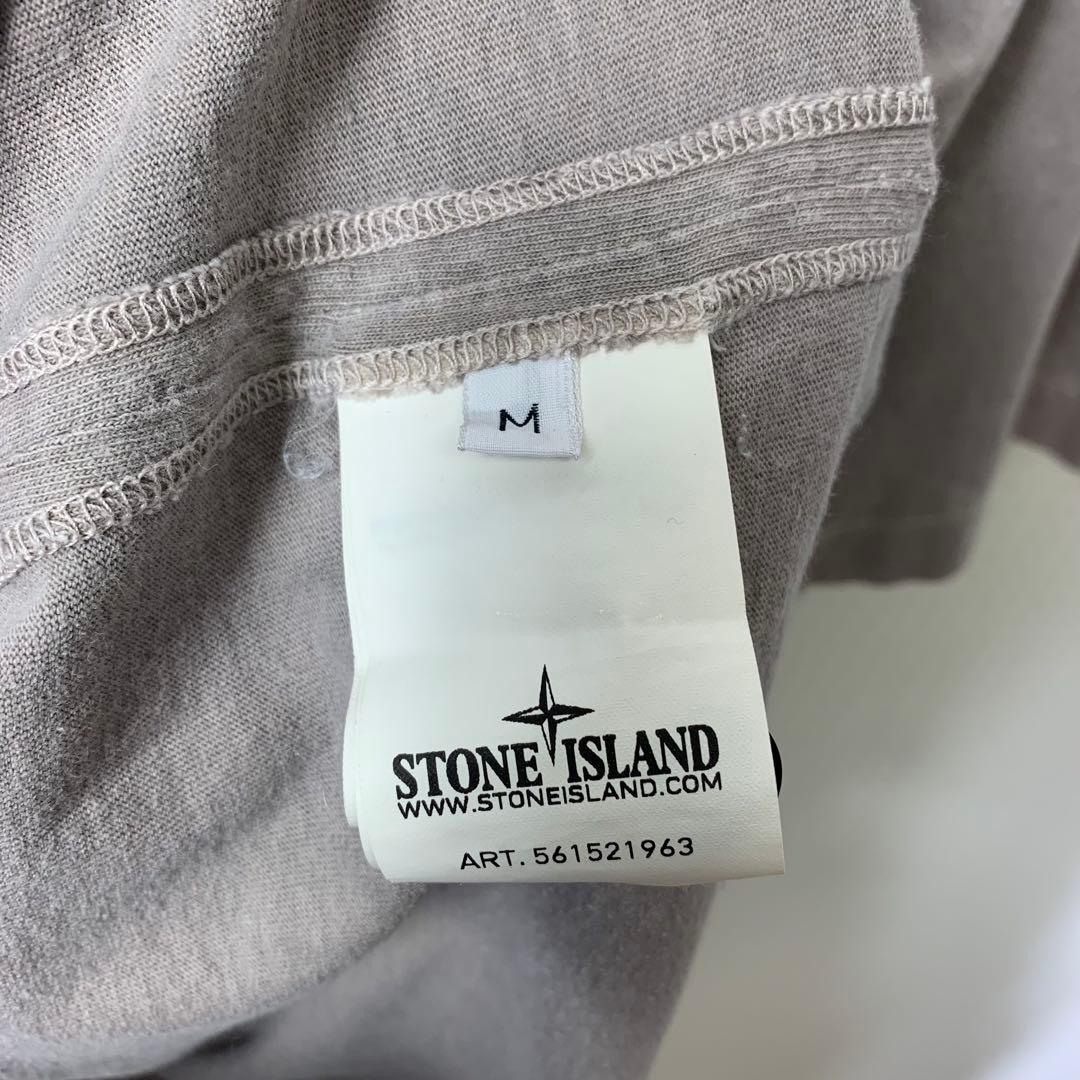 M
STONE ISLAND
WWW.STONEISLAND.COM
ART. 561521963